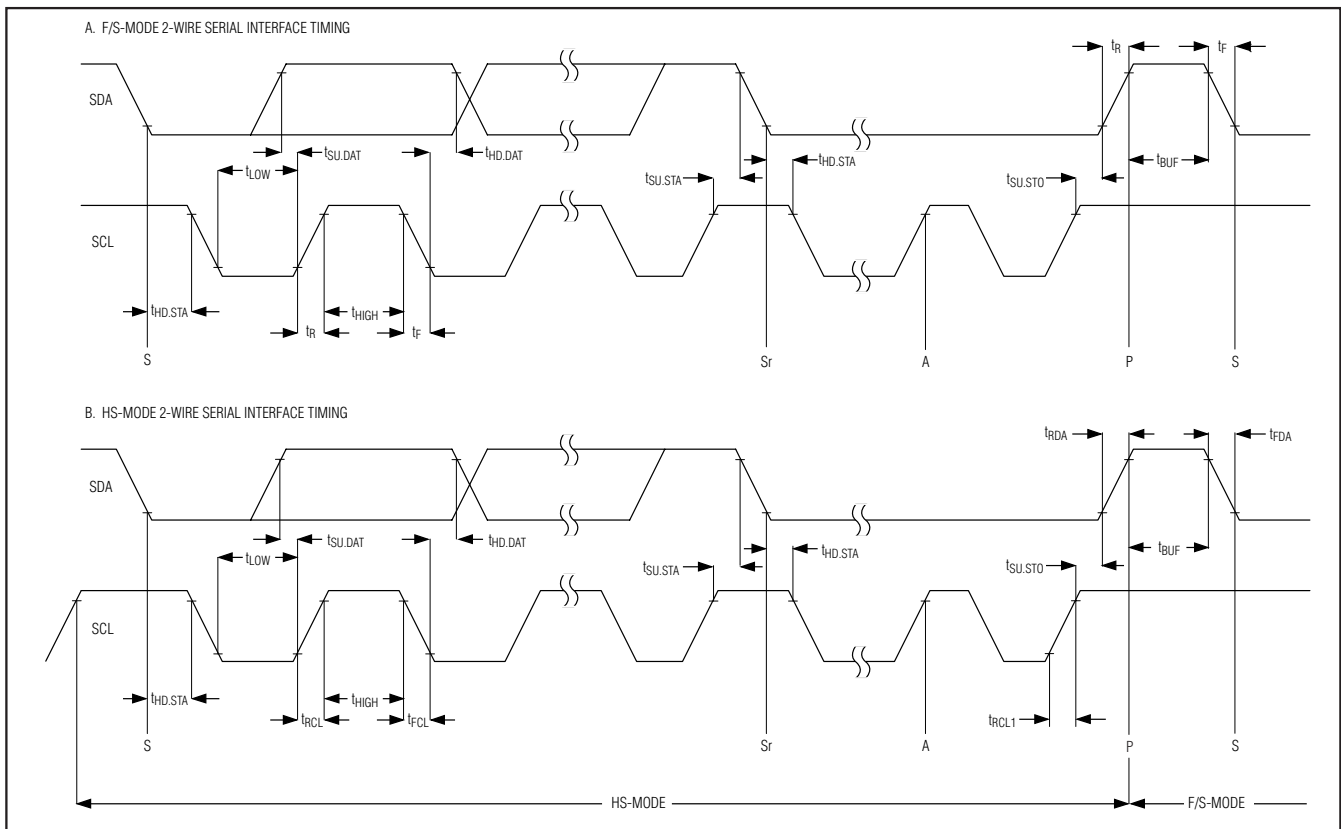 A. F/S-MODE 2-WIRE SERIAL INTERFACE TIMING
tR
tF
SDA
tSU.DAT
tHD.DAT
tLOW
tHD.STA
tBUF
tSU.STA
tSU.STO
SCL
tHD.STA
tHIGH
tR
tF
S
Sr
A
P
S
B. HS-MODE 2-WIRE SERIAL INTERFACE TIMING
tRDA
tFDA
SDA
tSU.DAT
tHD.DAT
tLOW
tHD.STA
tBUF
tSU.STA
tSU.STO
SCL
tHD.STA
tHIGH
tRCL
tFCL
tRCL1
S
Sr
A
P
S
HS-MODE
F/S-MODE